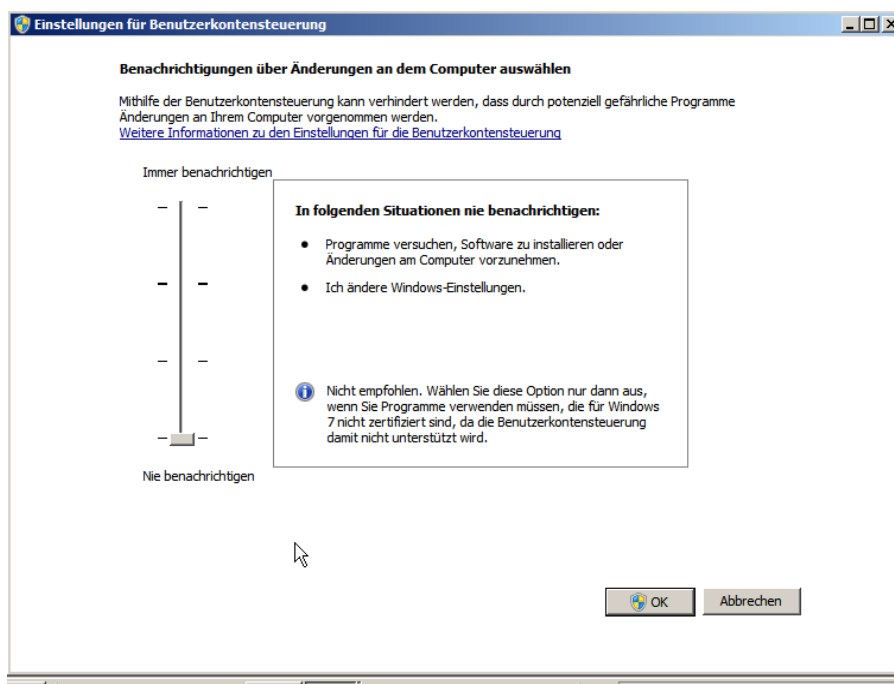 Einstellungen für Benutzerkontensteuerung
Benachrichtigungen über Änderungen an dem Computer auswählen
Mithilfe der Benutzerkontensteuerung kann verhindert werden, dass durch potenziell gefährliche Programme
Änderungen an Ihrem Computer vorgenommen werden.
Weitere Informationen zu den Einstellungen für die Benutzerkontensteuerung
Immer benachrichtigen
In folgenden Situationen nie benachrichtigen:
Programme versuchen, Software zu installieren oder
Änderungen am Computer vorzunehmen.
Ich ändere Windows-Einstellungen.
Nicht empfohlen. Wählen Sie diese Option nur dann aus,
wenn Sie Programme verwenden müssen, die für Windows
7 nicht zertifiziert sind, da die Benutzerkontensteuerung
damit nicht unterstützt wird.
Nie benachrichtigen
OK
Abbrechen